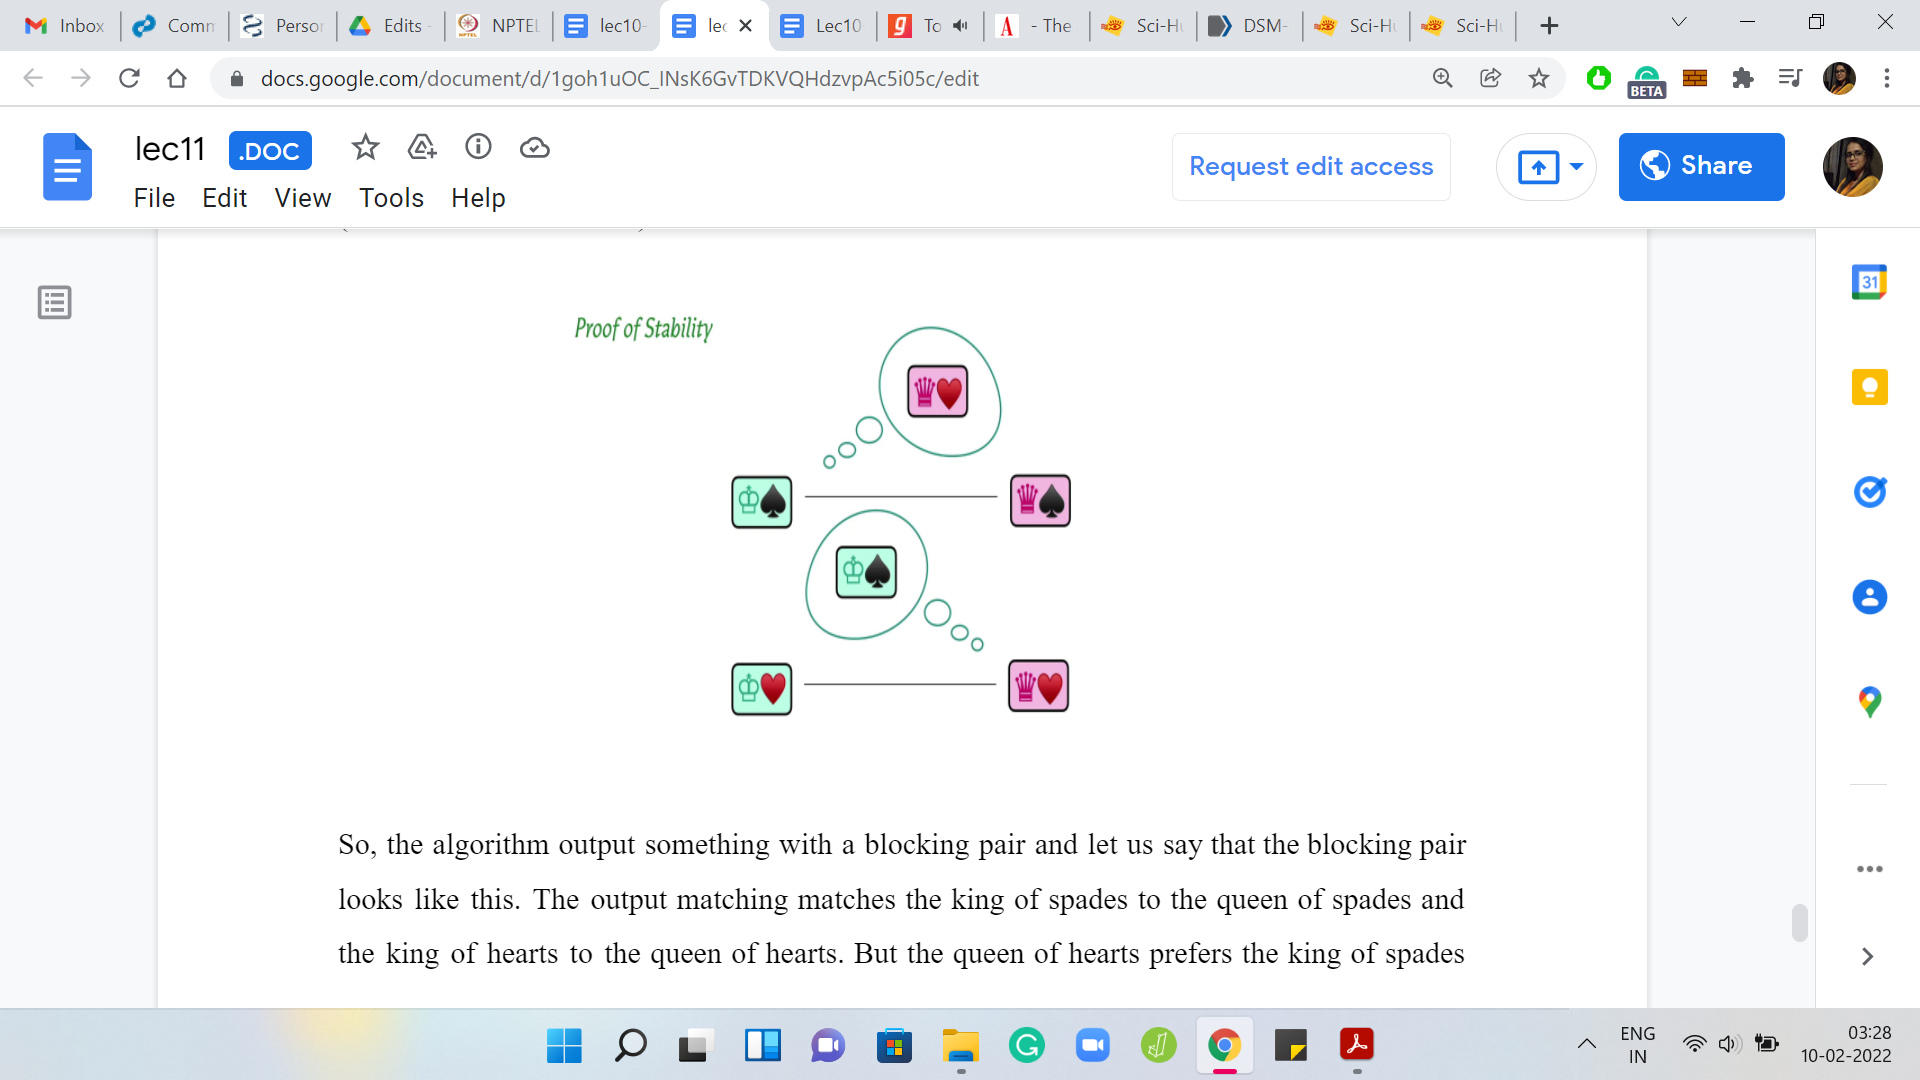 Inbox
Comm
Person
Edits -
NPTEL
lec10-
lec
Lec10
To
- The
Sci-Hu
DSM-
Sci-Hu
Sci-Hu
docs.google.com/document/d/1goh1uOC_INsK6GvTDKVQHdzvpAc5i05c/edit
BETA
lec11 .DOC
File Edit View Tools Help
Request edit access
Share
31
Proof of Stability
So, the algorithm output something with a blocking pair and let us say that the blocking pair
looks like this. The output matching matches the king of spades to the queen of spades and
the king of hearts to the queen of hearts. But the queen of hearts prefers the king of spades
ENG
IN
03:28
10-02-2022